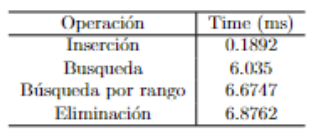 Operación Time (ms)
Inserción 0.1892
Busqueda 6.035
Búsqueda por rango 6.6747
Eliminación 6.8762